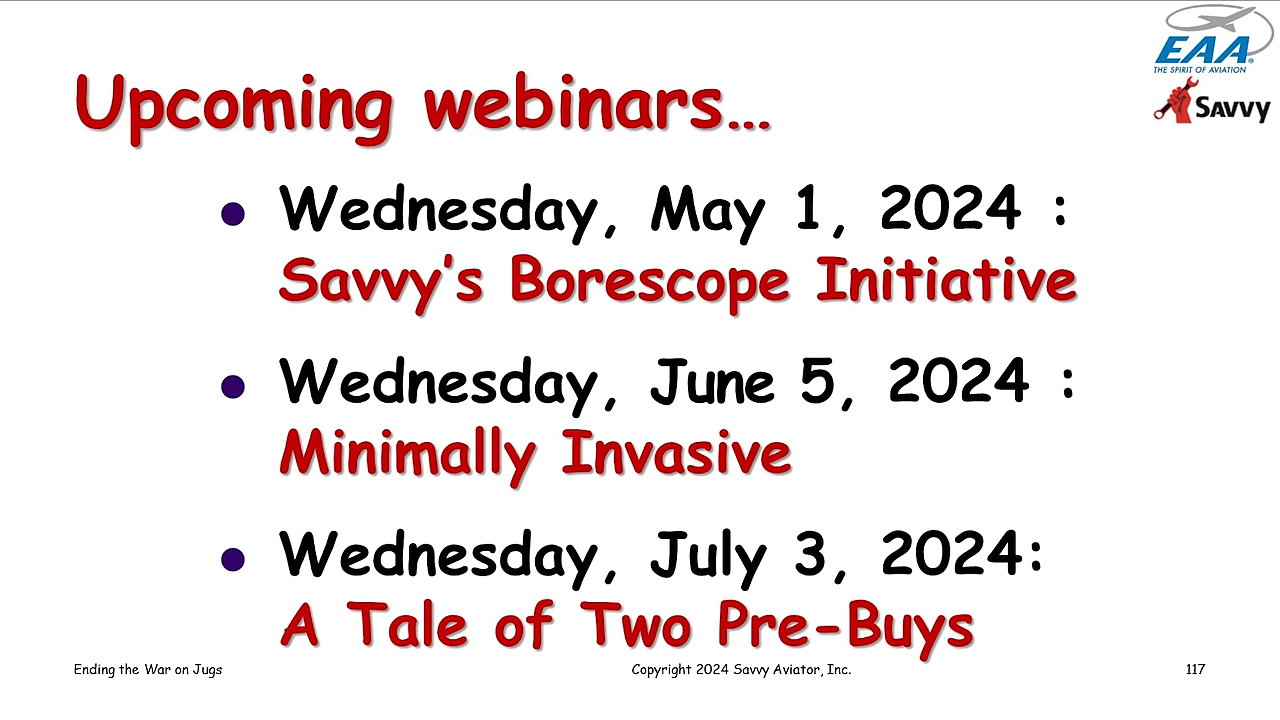 EAA
THE SPIRIT OF AVIATION
SAVVY
Upcoming webinars…
● Wednesday, May 1, 2024 :
Savvy's Borescope Initiative
● Wednesday, June 5, 2024 :
Minimally Invasive
● Wednesday, July 3, 2024:
A Tale of Two Pre-Buys
Ending the War on Jugs
Copyright 2024 Savvy Aviator, Inc.
117